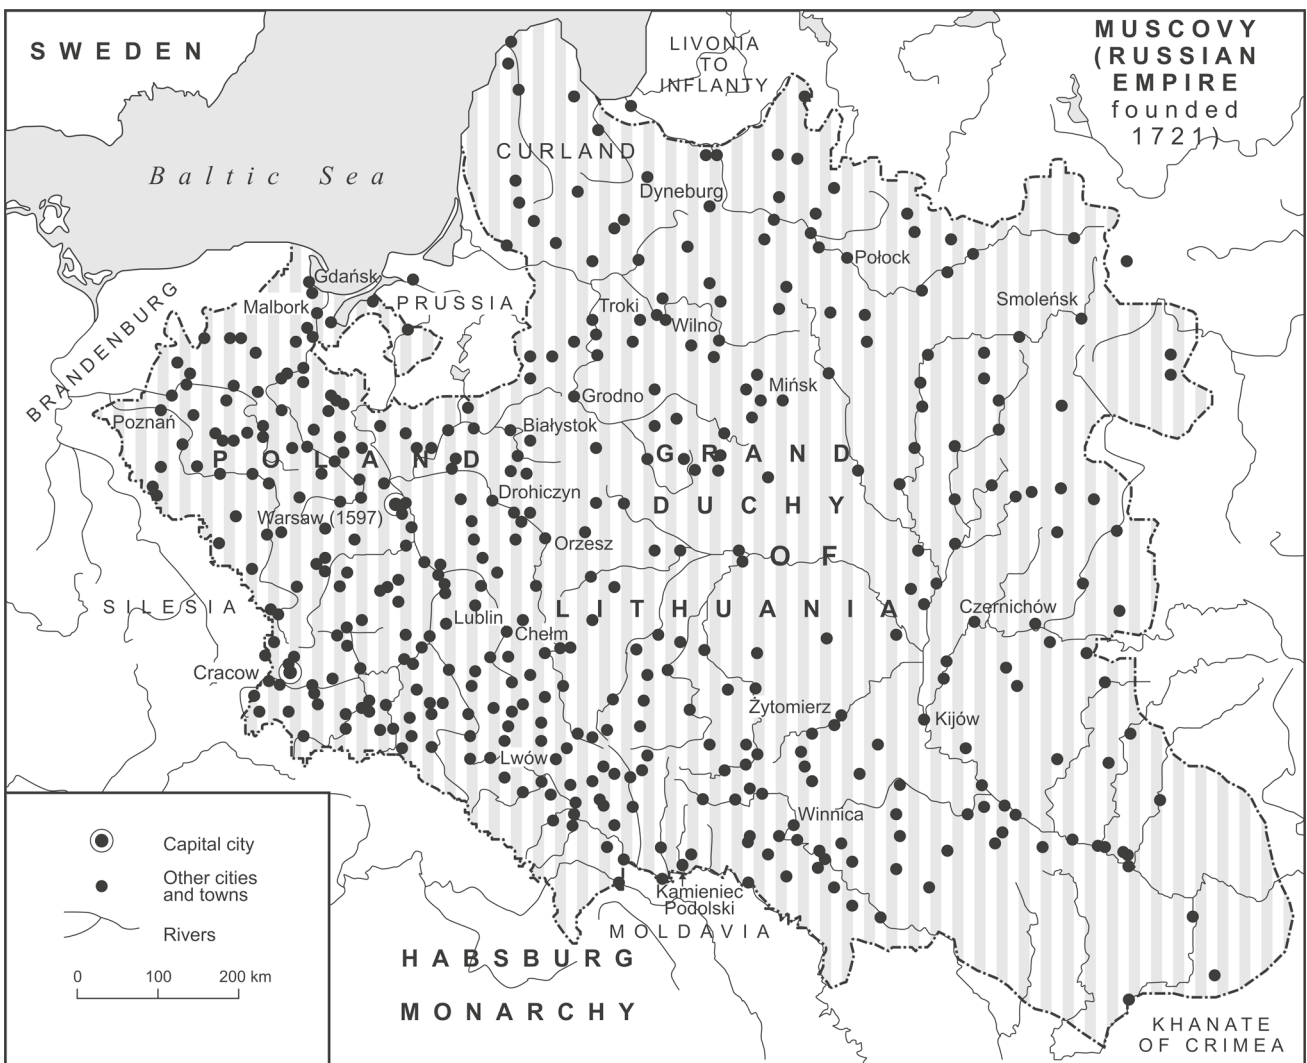 SWEDEN
LIVONIA
TO
INFLANTY
MUSCOVY
(RUSSIAN
EMPIRE
founded
1721)
Baltic Sea
CURLAND
Dyneburg
Połock
Gdańsk
Malbork
PRUSSIA
Troki
Wilno
Smoleńsk
BRANDENBURG
Grodno
Mińsk
Poznań
Białystok
POLAND
GRAND
DUCHY
OF
LITHUANIA
Drohiczyn
Warsaw (1597)
Orzesz
SILESIA
Lublin
Chełm
Czernichów
Cracow
Żytomierz
Kijów
Lwów
Winnica
Kamieniec
Podolski
MOLDAVIA
HABSBURG
MONARCHY
KHANATE
OF CRIMEA
Capital city
Other cities
and towns
Rivers
0 100 200 km